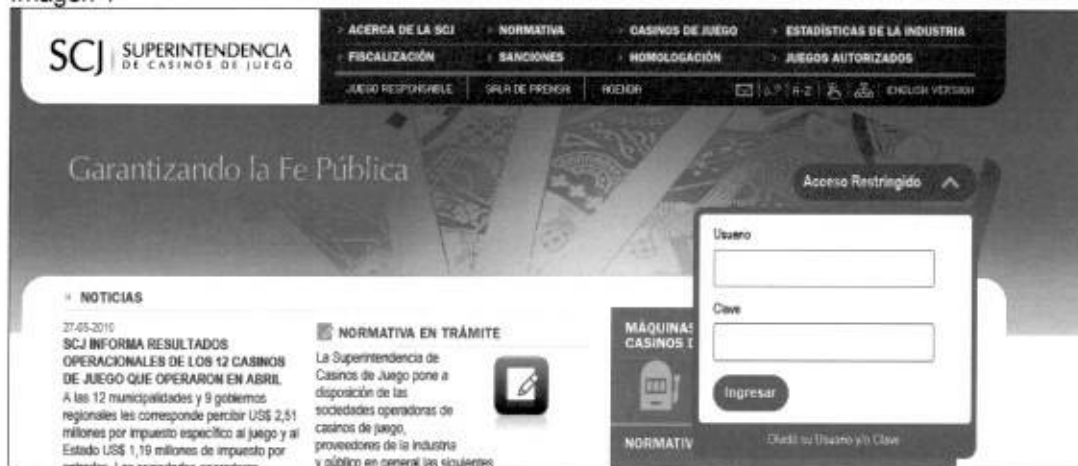 SCJ SUPERINTENDENCIA
DE CASINOS DE JUEGO
ACERCA DE LA SCJ
NORMATIVA
CASINOS DE JUEGO
ESTADÍSTICAS DE LA INDUSTRIA
FISCALIZACIÓN
SANCIONES
HOMOLOGACIÓN
JUEGOS AUTORIZADOS
JUEGO RESPONSABLE
SALA DE PRENSA
AGENDA
A-Z
ENGLISH VERSION
Garantizando la Fe Pública
Acceso Restringido
Usuario
Clave
Ingresar
Olvidó su Usuario y/o Clave
NOTICIAS
27-05-2010
SCJ INFORMA RESULTADOS
OPERACIONALES DE LOS 12 CASINOS
DE JUEGO QUE OPERARON EN ABRIL
A las 12 municipalidades y 9 gobiernos
regionales les corresponde percibir US$ 2,51
millones por impuesto específico al juego y al
Estado US$ 1,19 millones de impuesto por
NORMATIVA EN TRÁMITE
La Superintendencia de
Casinos de Juego pone a
disposición de las
sociedades operadoras de
casinos de juego,
proveedores de la industria
y público en general las siguientes
MÁQUINAS
CASINOS D
NORMATIV